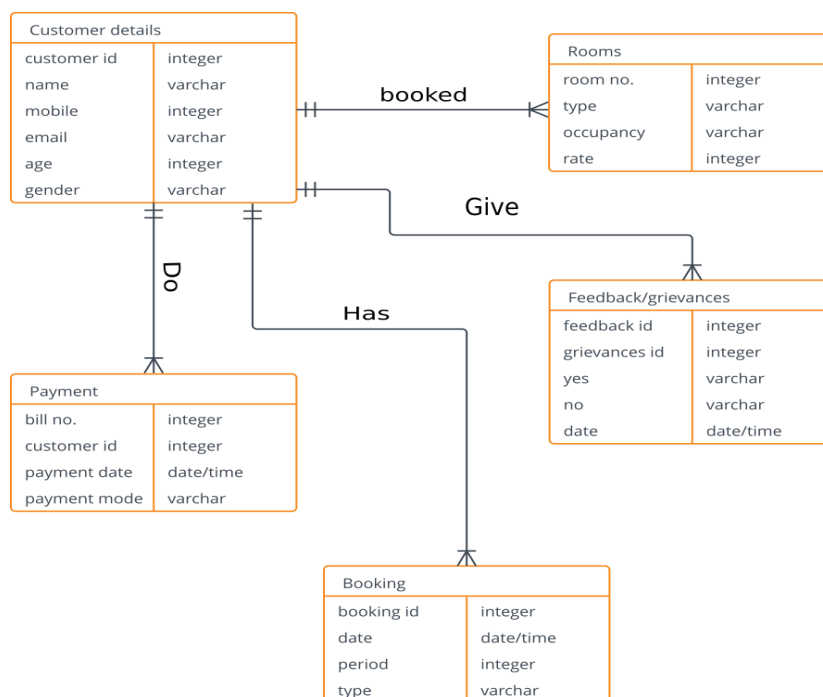 Customer details
customer id integer
name varchar
mobile integer
email varchar
age integer
gender varchar
booked
Rooms
room no. integer
type varchar
occupancy varchar
rate integer
Give
Feedback/grievances
feedback id integer
grievances id integer
yes varchar
no varchar
date date/time
Do
Has
Payment
bill no. integer
customer id integer
payment date date/time
payment mode varchar
Booking
booking id integer
date date/time
period integer
type varchar